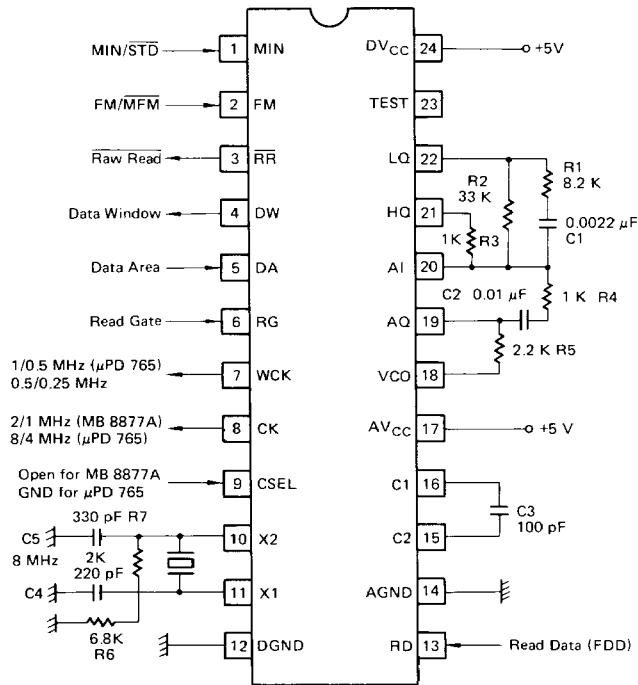 MIN/STD
1
MIN
DVCC
24
+5V
FM/MFM
2
FM
TEST
23
Raw Read
3
RR
LQ
22
R1
8.2 K
R2
33 K
Data Window
4
DW
HQ
21
0.0022 µF
C1
1K
R3
Data Area
5
DA
AI
20
C2 0.01 µF
1 K R4
Read Gate
6
RG
AQ
19
2.2 K R5
1/0.5 MHz (µPD 765)
0.5/0.25 MHz
7
WCK
VCO
18
2/1 MHz (MB 8877A)
8/4 MHz (µPD 765)
8
CK
AVCC
17
+5 V
Open for MB 8877A
GND for µPD 765
9
CSEL
C1
16
C3
100 pF
330 pF R7
C5
10
X2
C2
15
8 MHz
2K
220 pF
C4
11
X1
AGND
14
6.8K
R6
12
DGND
RD
13
Read Data (FDD)